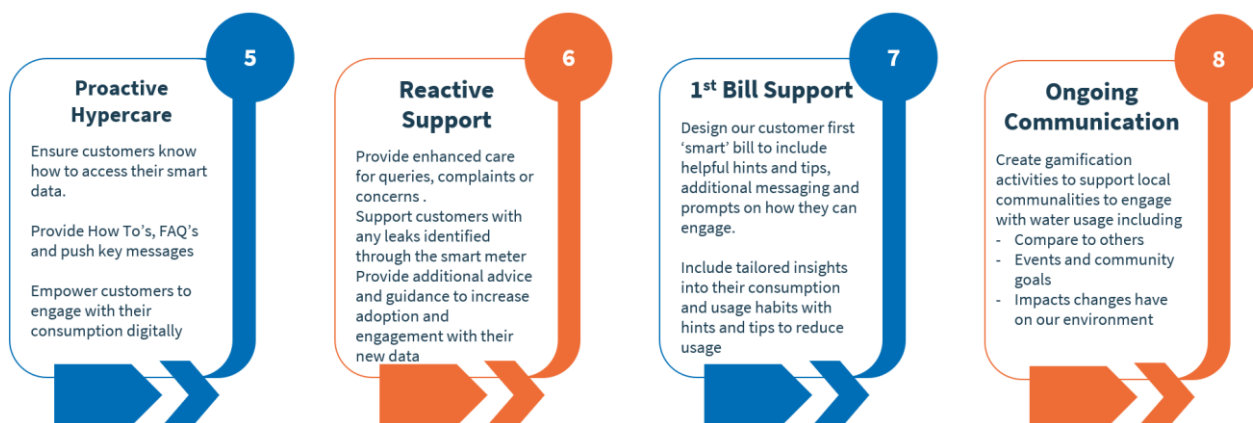 5
Proactive
Hypercare
Ensure customers know
how to access their smart
data.
Provide How To's, FAQ's
and push key messages
Empower customers to
engage with their
consumption digitally
6
Reactive
Support
Provide enhanced care
for queries, complaints or
concerns .
Support customers with
any leaks identified
through the smart meter
Provide additional advice
and guidance to increase
adoption and
engagement with their
new data
7
1st Bill Support
Design our customer first
‘smart’ bill to include
helpful hints and tips,
additional messaging and
prompts on how they can
engage.
Include tailored insights
into their consumption
and usage habits with
hints and tips to reduce
usage
8
Ongoing
Communication
Create gamification
activities to support local
communalities to engage
with water usage including
- Compare to others
- Events and community
goals
- Impacts changes have
on our environment